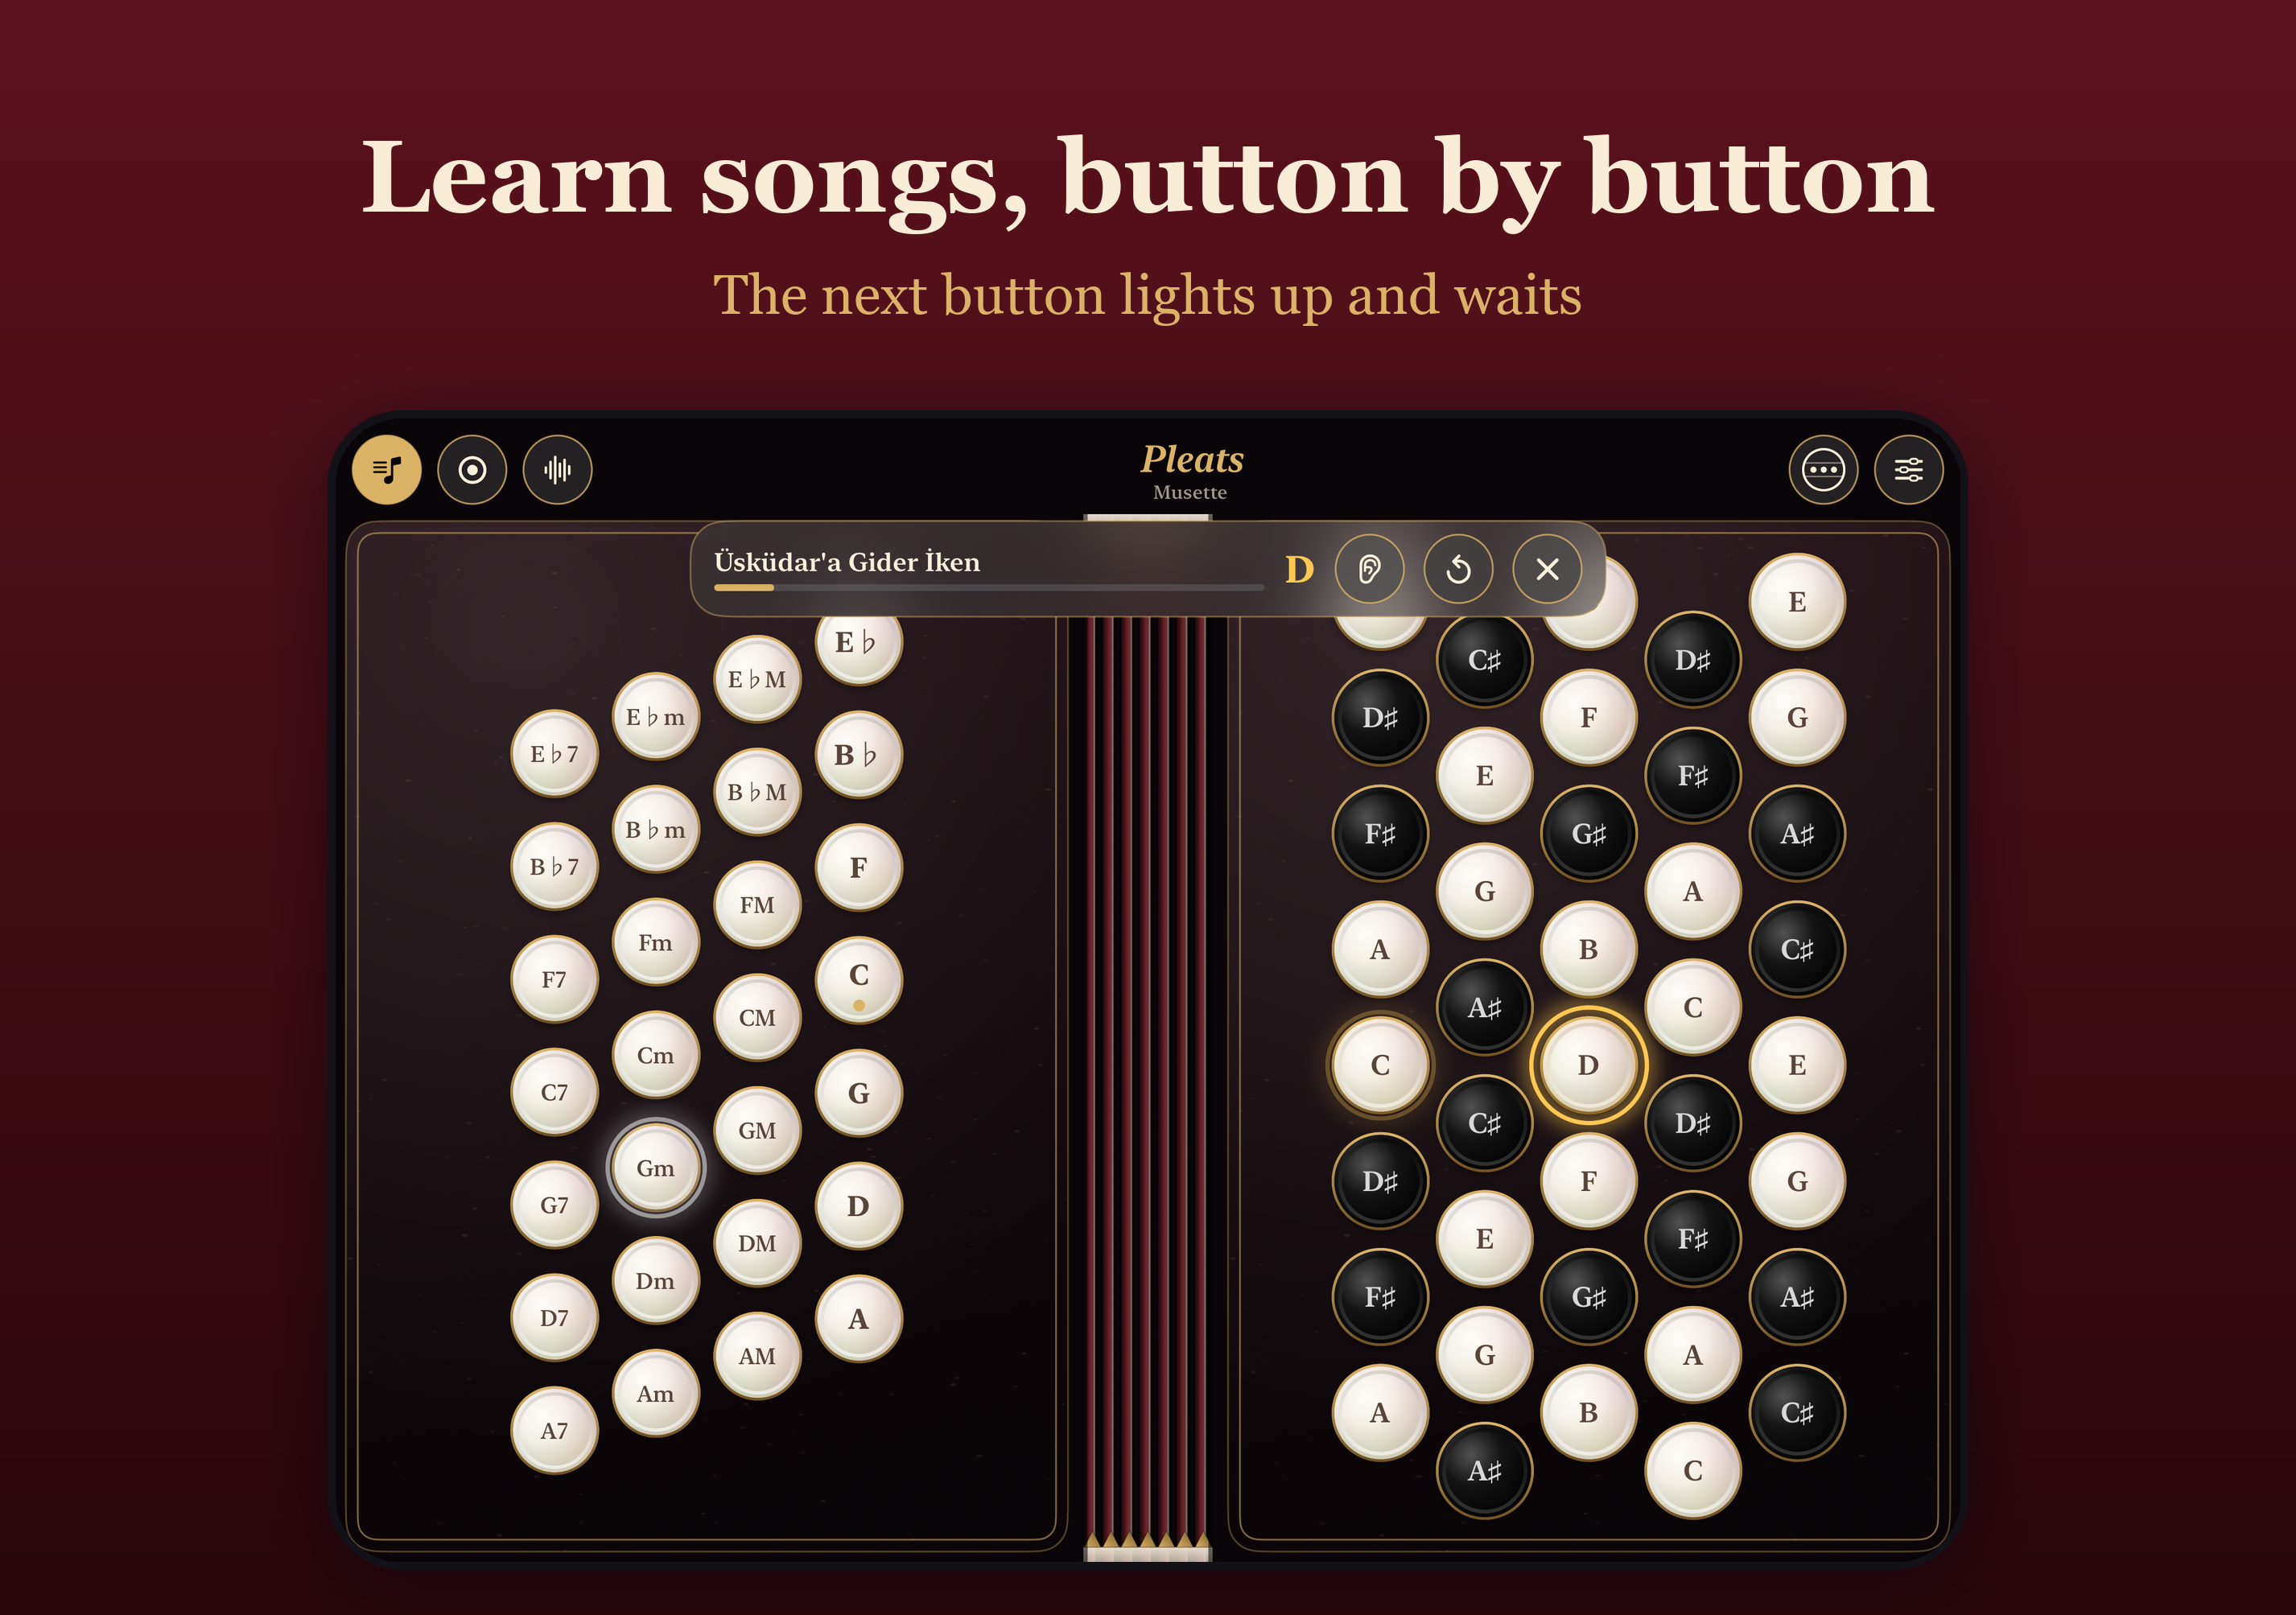 Learn songs, button by button
The next button lights up and waits
Pleats
Musette
Üsküdar'a Gider İken
D
E♭7
B♭7
F7
C7
G7
D7
A7
E♭m
B♭m
Fm
Cm
Gm
Dm
Am
E♭M
B♭M
FM
CM
GM
DM
AM
E♭
B♭
F
C
G
D
A
D♯
F♯
A
C
D♯
F♯
A
C♯
E
G
A♯
C♯
E
G
A♯
F
G♯
B
D
F
G♯
B
D♯
F♯
A
C
D♯
F♯
A
C
E
G
A♯
C♯
E
G
A♯
C♯